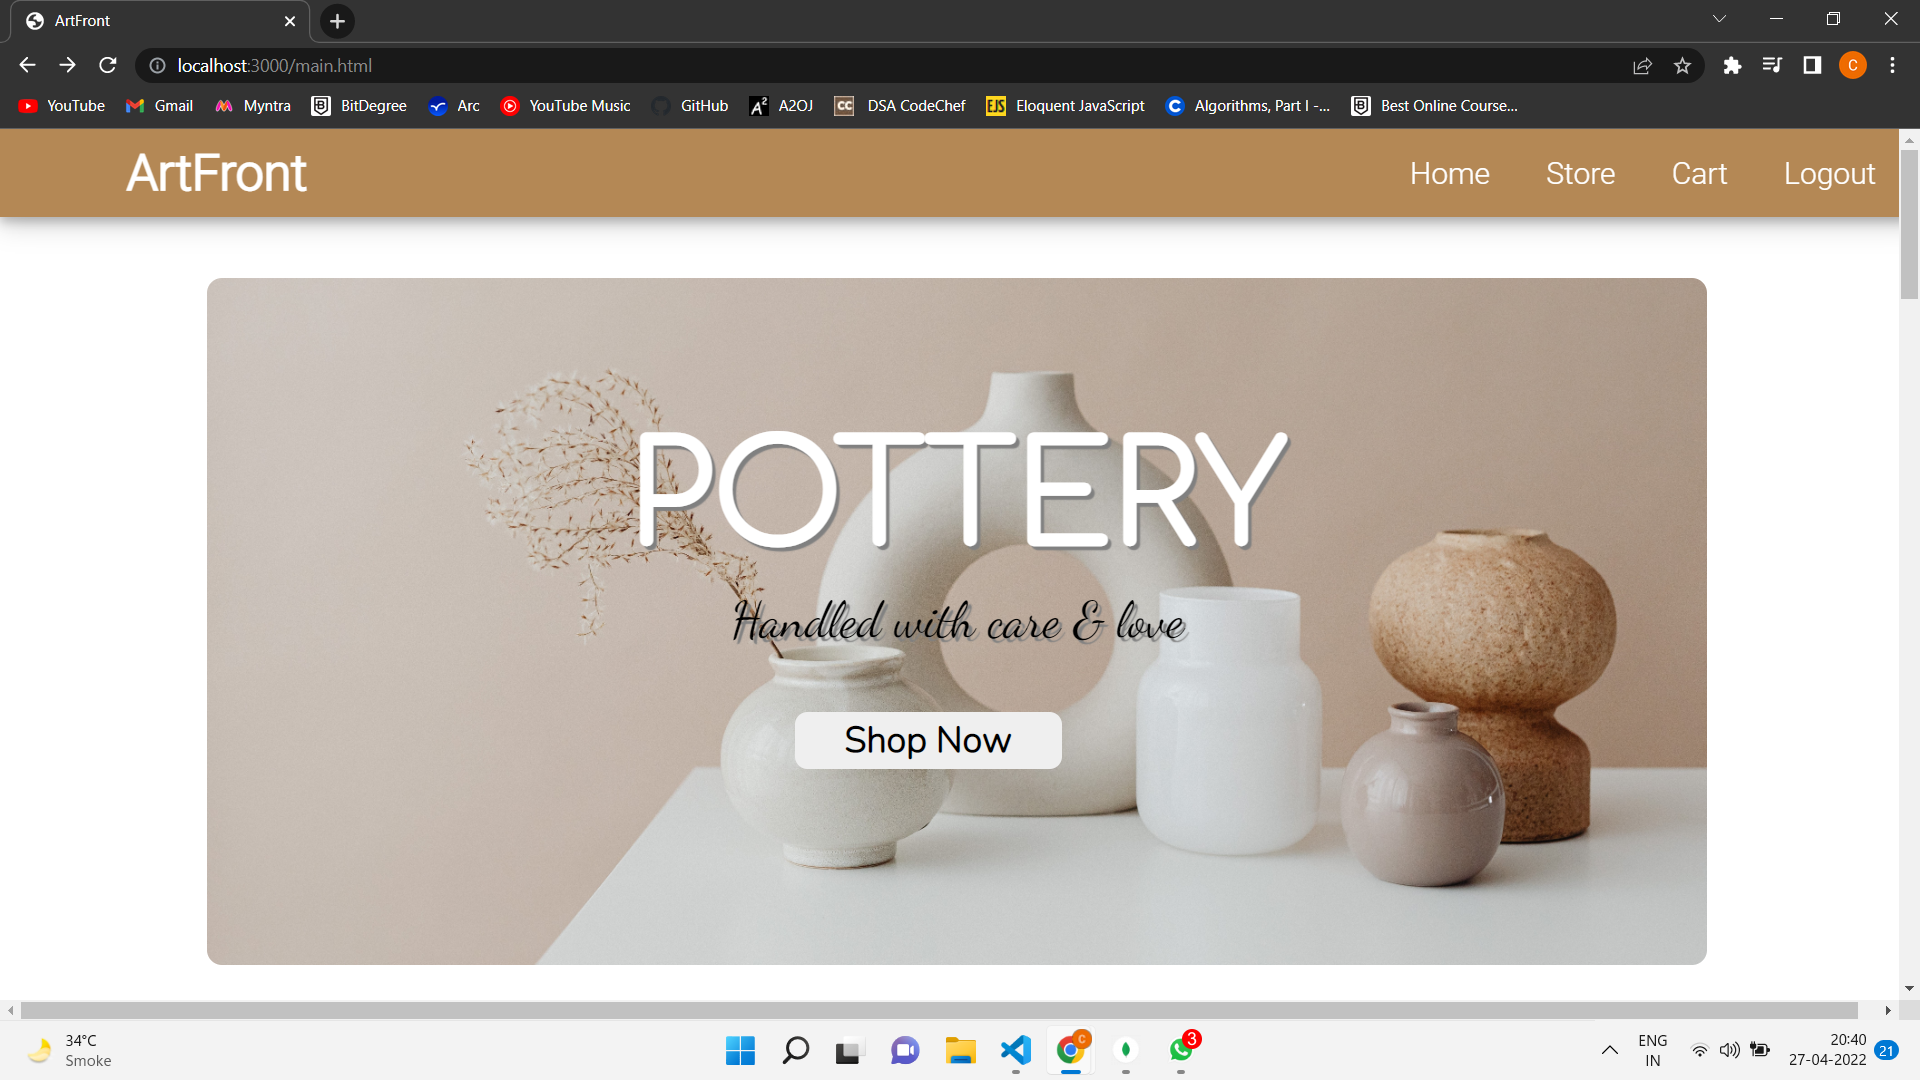 ArtFront
localhost:3000/main.html
C
YouTube Gmail Myntra BitDegree Arc YouTube Music GitHub A2OJ DSA CodeChef Eloquent JavaScript Algorithms, Part I -... Best Online Course...
ArtFront Home Store Cart Logout
POTTERY
Handled with care & love
Shop Now
34°C
Smoke
C
3
ENG
IN
20:40
27-04-2022
21